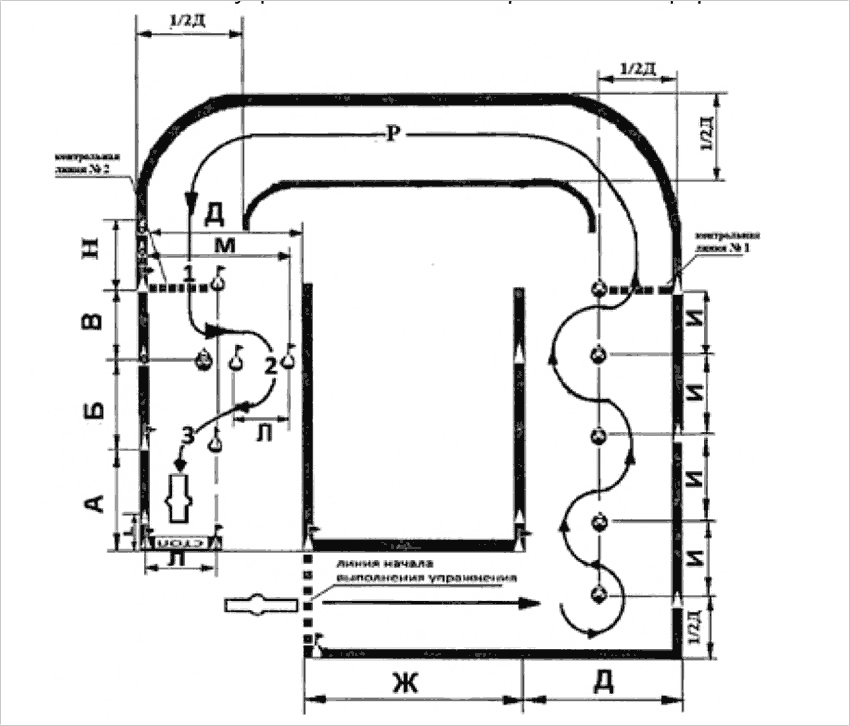 1/2Д
1/2Д
Р
1/2Д
контрольная
линия № 2
Д
контрольная
линия № 1
Н
М
1
И
В
2
И
Б
Л
3
И
А
И
СТОП
Л
линия начала
выполнения упражнения
1/2Д
Ж
Д